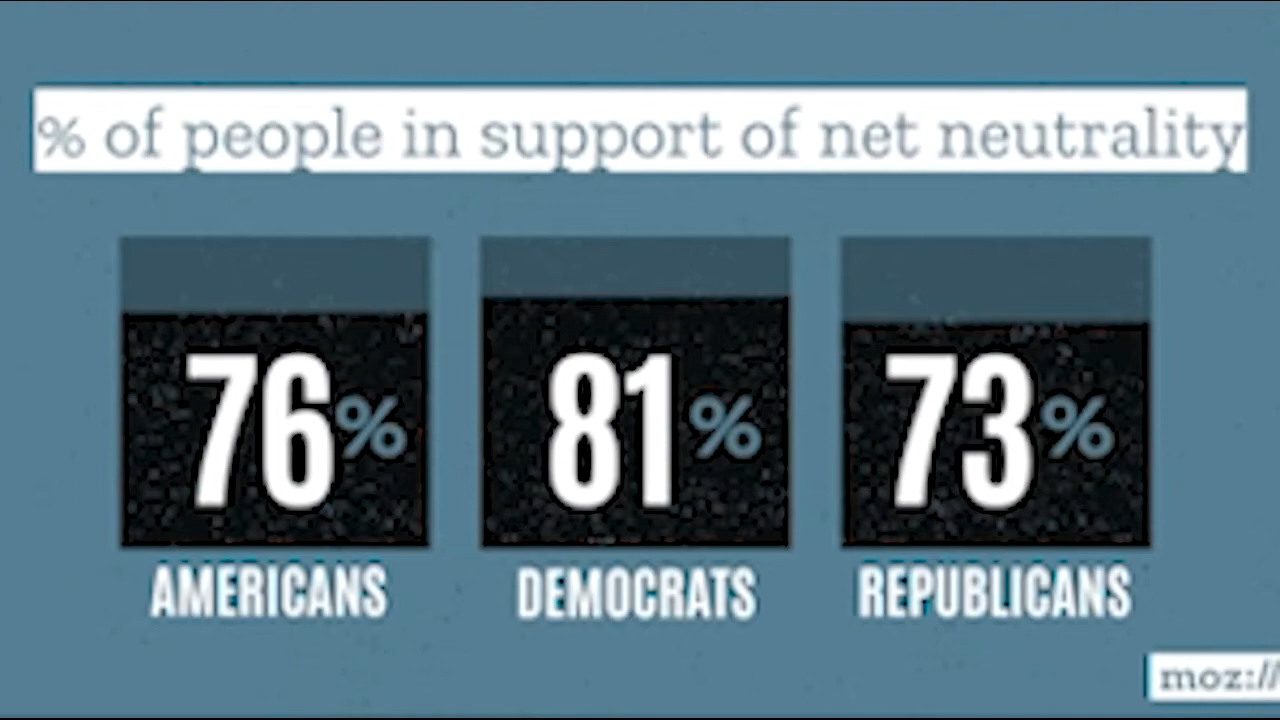 % of people in support of net neutrality
76% 81% 73%
AMERICANS DEMOCRATS REPUBLICANS
moz://